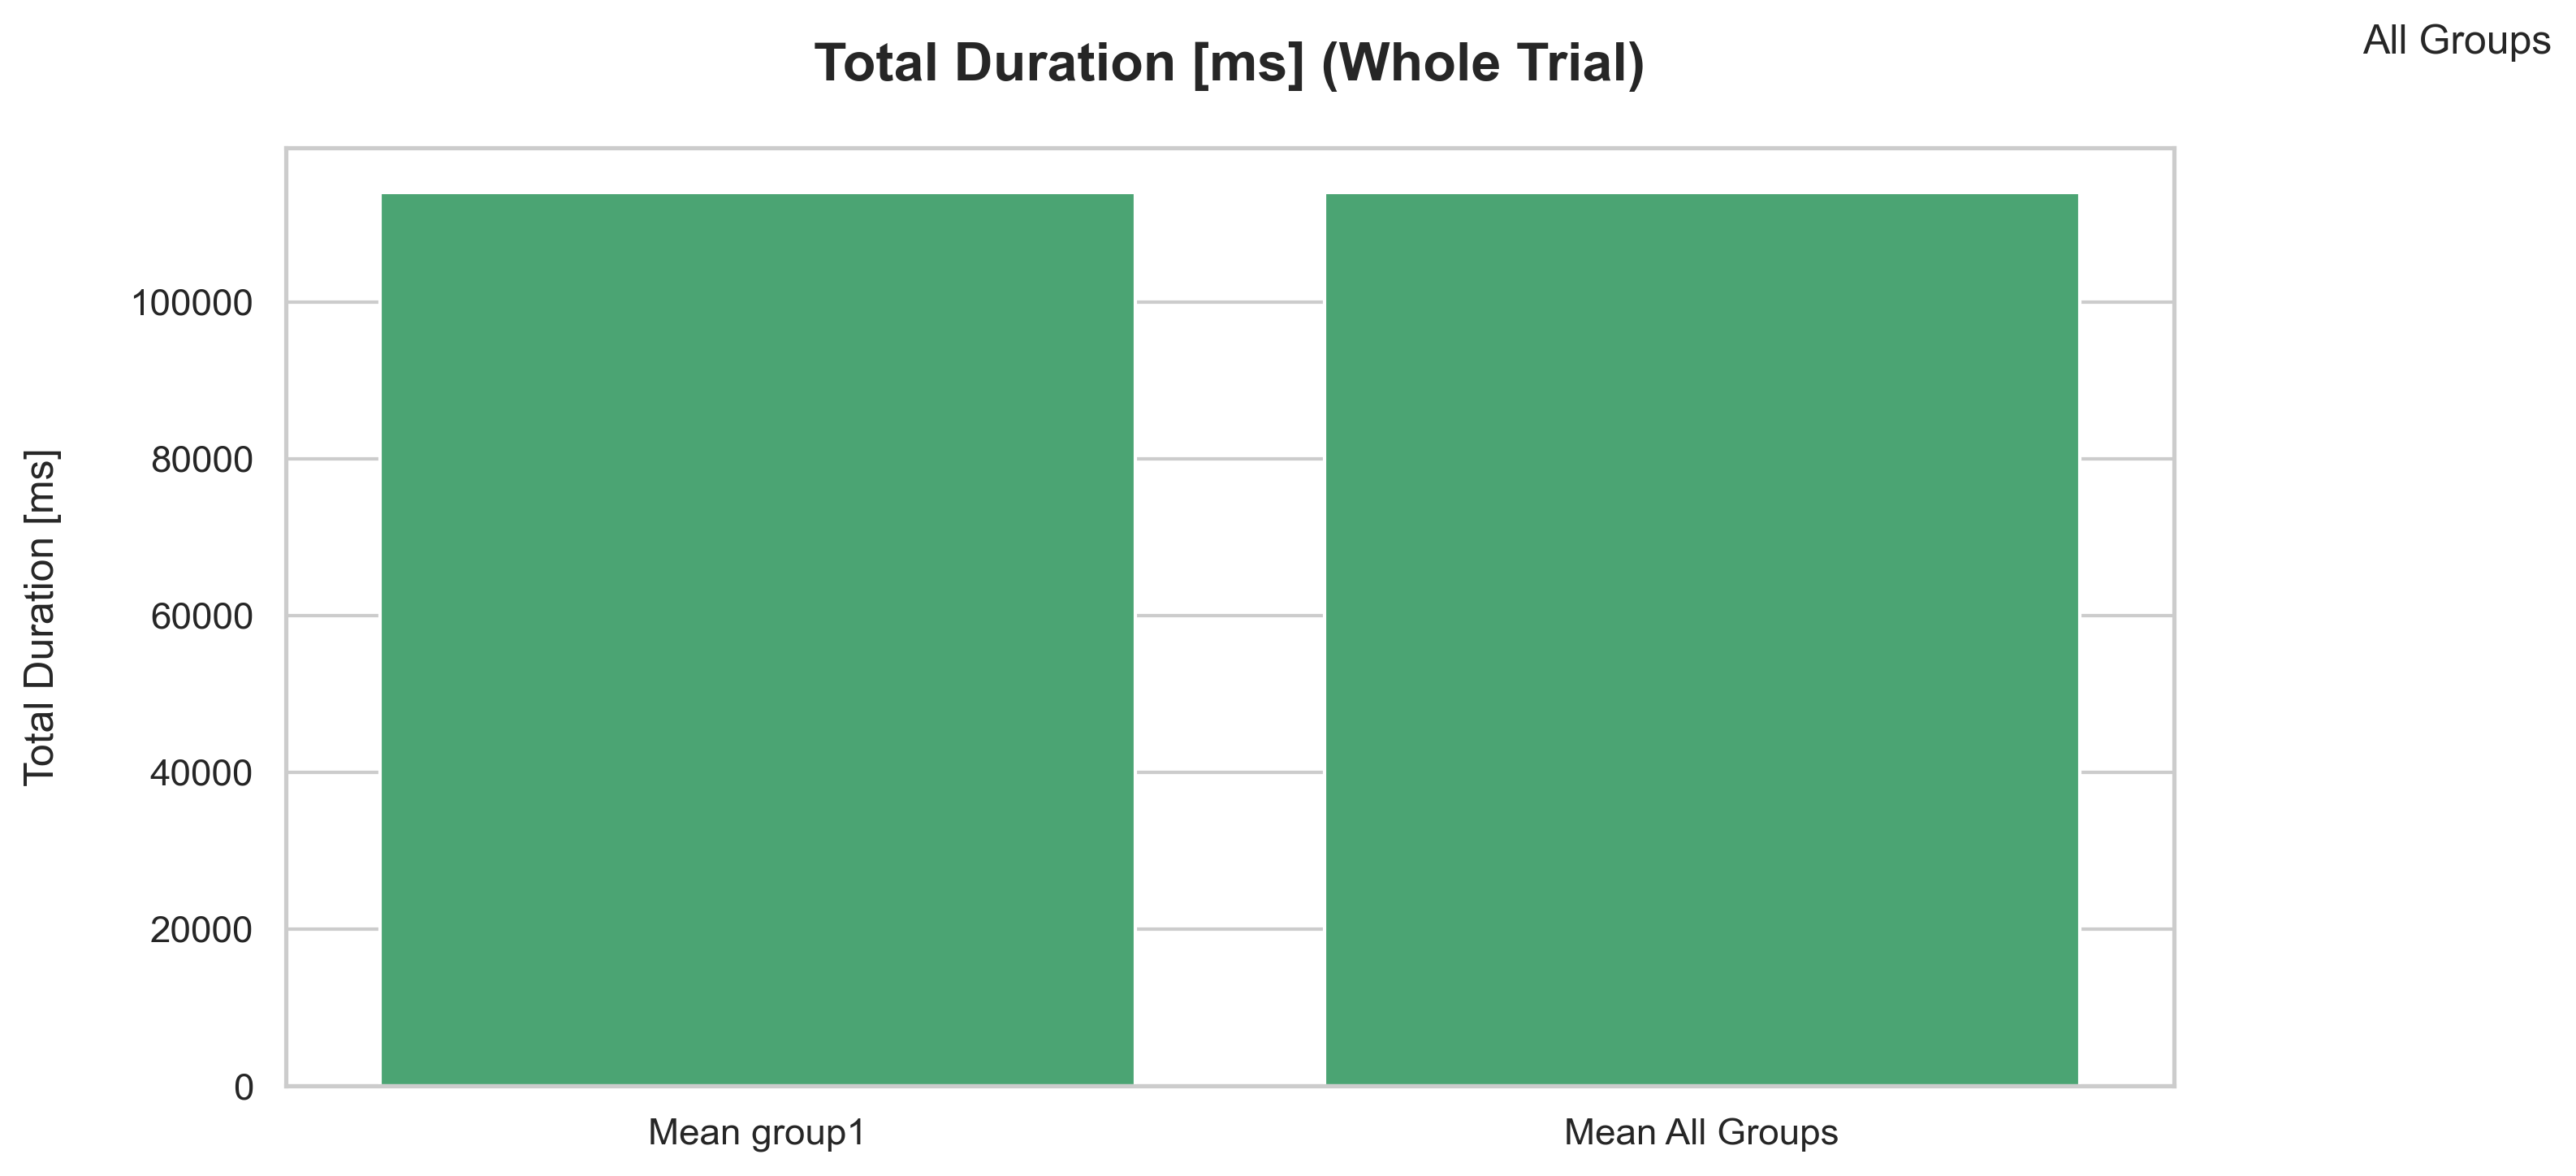 All Groups
Total Duration [ms] (Whole Trial)
Total Duration [ms]
100000
80000
60000
40000
20000
0
Mean group1
Mean All Groups